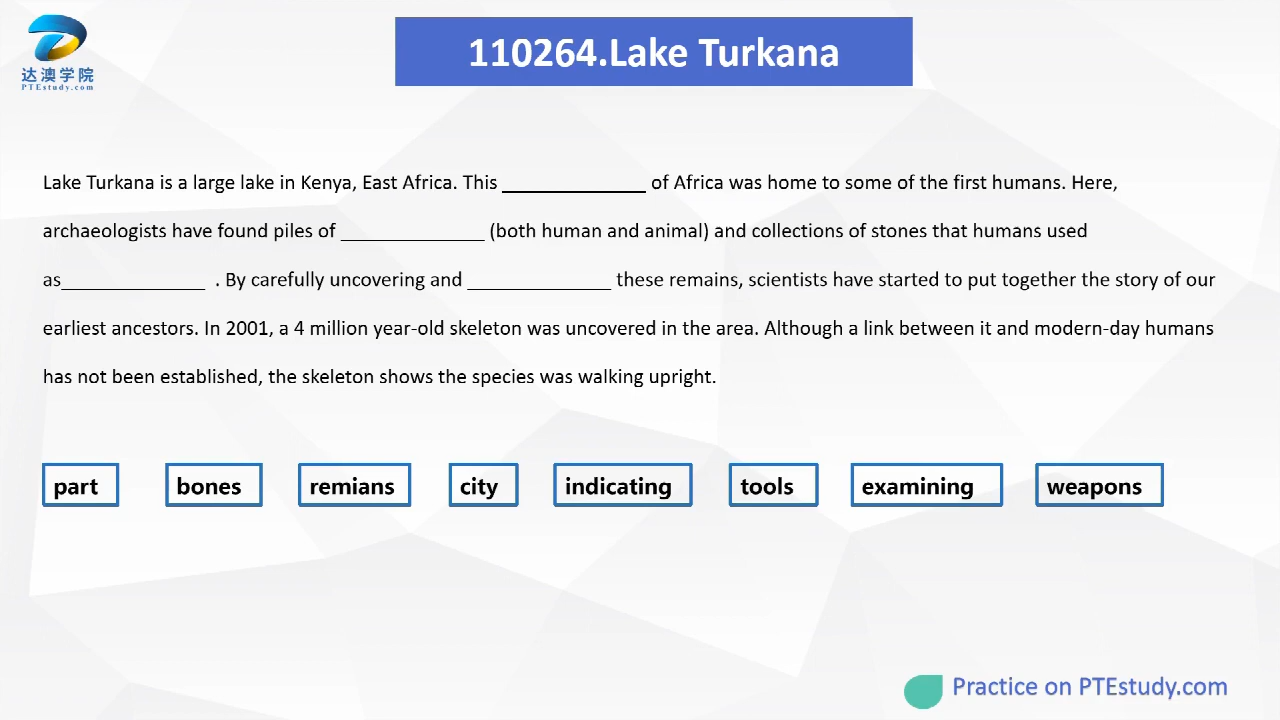 达澳学院
PTEstudy.com
110264.Lake Turkana
Lake Turkana is a large lake in Kenya, East Africa. This ______________ of Africa was home to some of the first humans. Here,
archaeologists have found piles of ______________ (both human and animal) and collections of stones that humans used
as______________ . By carefully uncovering and ______________ these remains, scientists have started to put together the story of our
earliest ancestors. In 2001, a 4 million year-old skeleton was uncovered in the area. Although a link between it and modern-day humans
has not been established, the skeleton shows the species was walking upright.
part bones remians city indicating tools examining weapons
Practice on PTEstudy.com